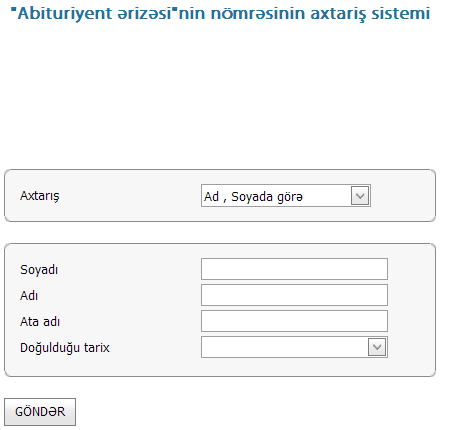 "Abituriyent ərizəsi"nin nömrəsinin axtariş sistemi
Axtarış
Ad , Soyada görə
Soyadı
Adı
Ata adı
Doğulduğu tarix
GÖNDƏR